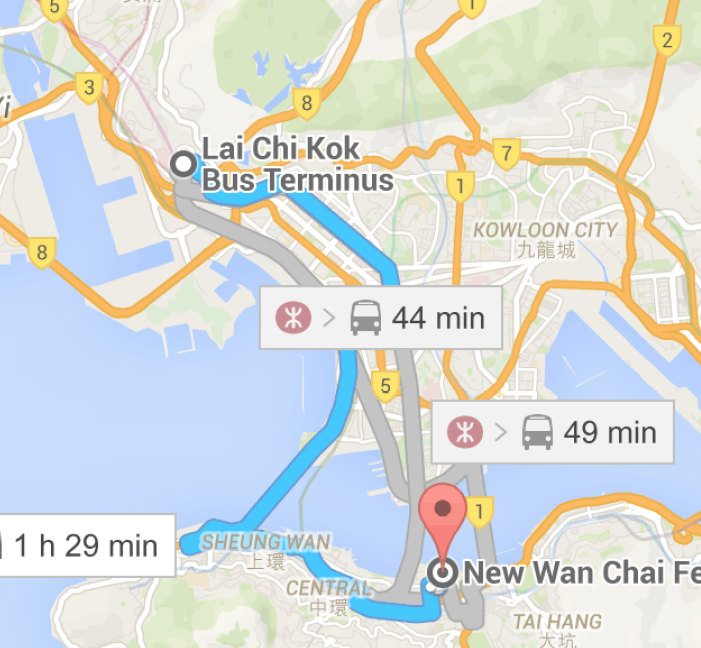 5
1
2
3
8
Lai Chi Kok
Bus Terminus
7
1
KOWLOON CITY
九龍城
8
44 min
5
49 min
1
1 h 29 min
SHEUNG WAN
上環
New Wan Chai Fe
CENTRAL
中環
TAI HANG
大坑